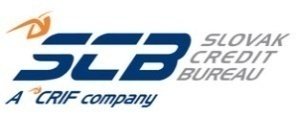 SCB
SLOVAK
CREDIT
BUREAU
A CRIF company